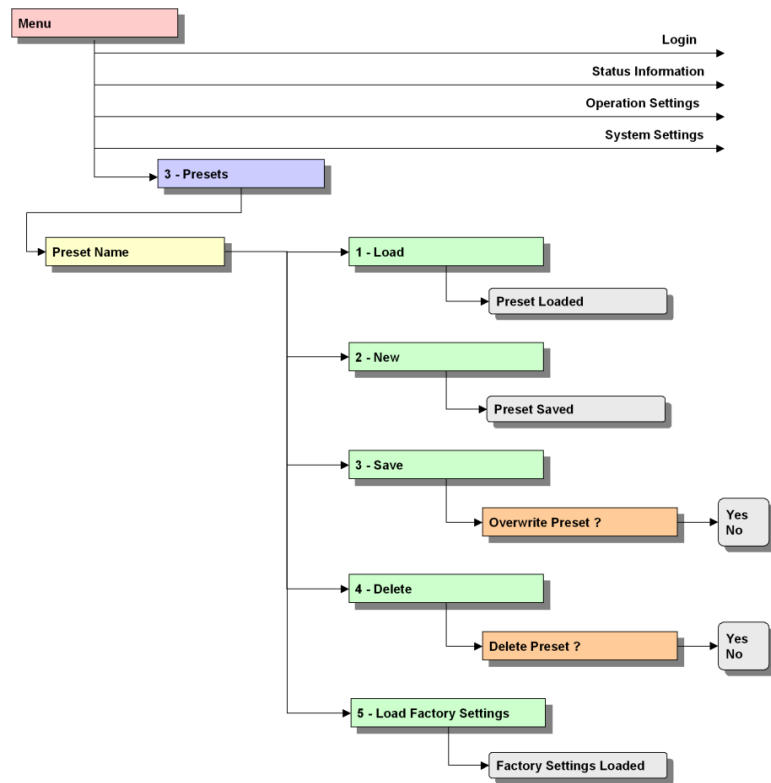 Menu
Login
Status Information
Operation Settings
System Settings
3 - Presets
Preset Name
1 - Load
Preset Loaded
2 - New
Preset Saved
3 - Save
Overwrite Preset ?
Yes
No
4 - Delete
Delete Preset ?
Yes
No
5 - Load Factory Settings
Factory Settings Loaded